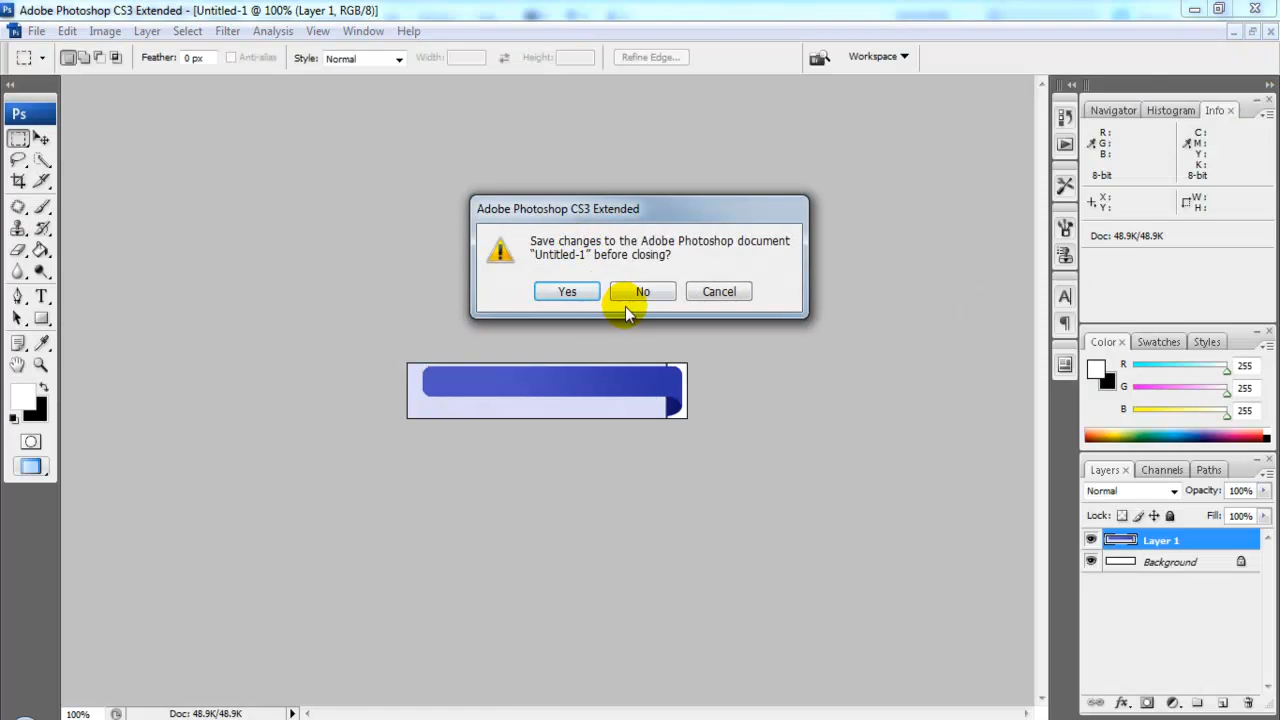 Adobe Photoshop CS3 Extended - [Untitled-1 @ 100% (Layer 1, RGB/8)]
File Edit Image Layer Select Filter Analysis View Window Help
Feather: 0 px Anti-alias Style: Normal Width: Height: Refine Edge... Workspace
Ps
Navigator Histogram Info
R: C:
G: M:
B: Y:
K:
8-bit 8-bit
X: W:
Y: H:
Doc: 48.9K/48.9K
Adobe Photoshop CS3 Extended
Save changes to the Adobe Photoshop document
"Untitled-1" before closing?
Yes No Cancel
Color Swatches Styles
R 255
G 255
B 255
Layers Channels Paths
Normal Opacity: 100%
Lock: Fill: 100%
Layer 1
Background
100% Doc: 48.9K/48.9K